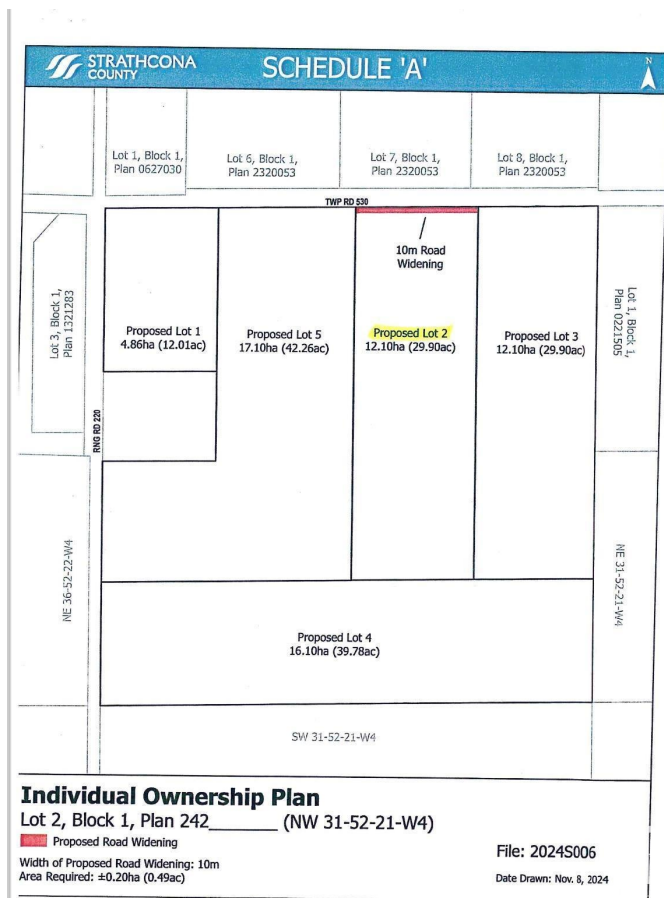 STRATHCONA
COUNTY
SCHEDULE 'A'
N
Lot 1, Block 1,
Plan 0627030
Lot 6, Block 1,
Plan 2320053
Lot 7, Block 1,
Plan 2320053
Lot 8, Block 1,
Plan 2320053
TWP RD 530
10m Road
Widening
Lot 3, Block 1,
Plan 1321283
Proposed Lot 1
4.86ha (12.01ac)
Proposed Lot 5
17.10ha (42.26ac)
Proposed Lot 2
12.10ha (29.90ac)
Proposed Lot 3
12.10ha (29.90ac)
Lot 1, Block 1,
Plan 0221505
RNG RD 220
NE 36-52-22-W4
NE 31-52-21-W4
Proposed Lot 4
16.10ha (39.78ac)
SW 31-52-21-W4
Individual Ownership Plan
Lot 2, Block 1, Plan 242_______ (NW 31-52-21-W4)
Proposed Road Widening
Width of Proposed Road Widening: 10m
Area Required: ±0.20ha (0.49ac)
File: 2024S006
Date Drawn: Nov. 8, 2024